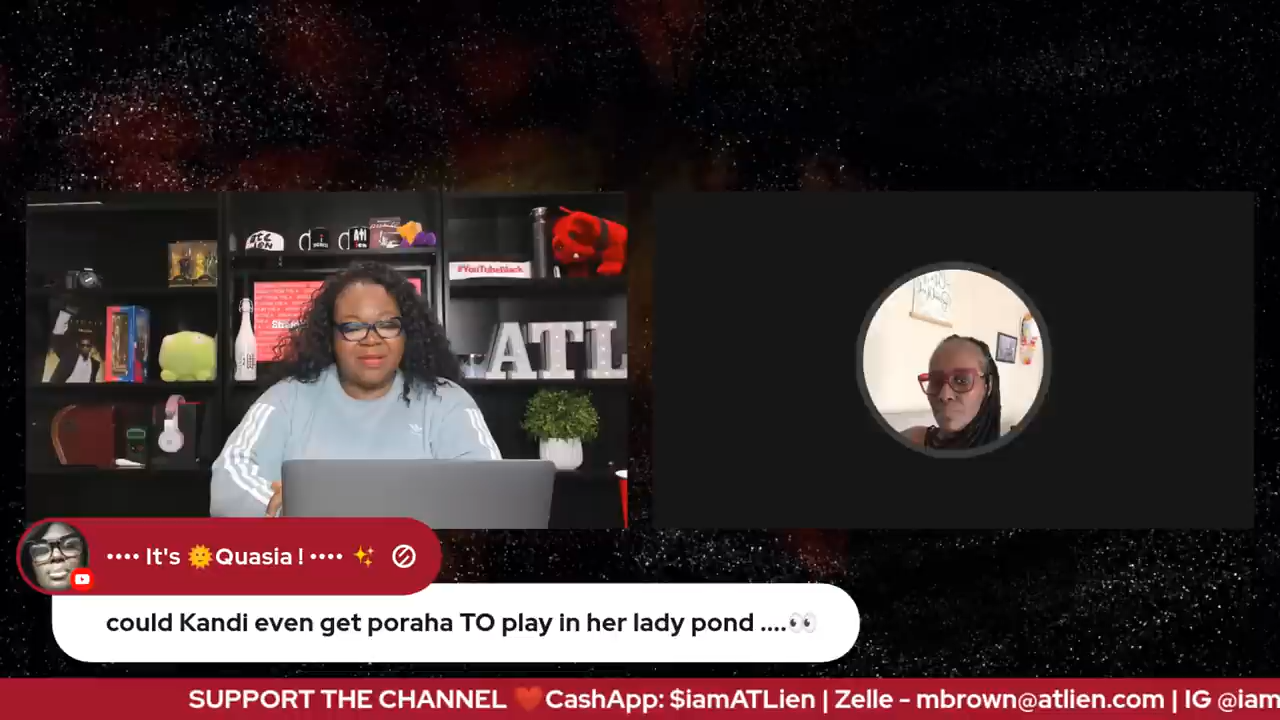 #YouTubeBlack
ATL
•••• It's 🌟Quasia ! •••• ✨
could Kandi even get poraha TO play in her lady pond ....👀
SUPPORT THE CHANNEL ❤️CashApp: $iamATLien | Zelle - mbrown@atlien.com | IG @iam